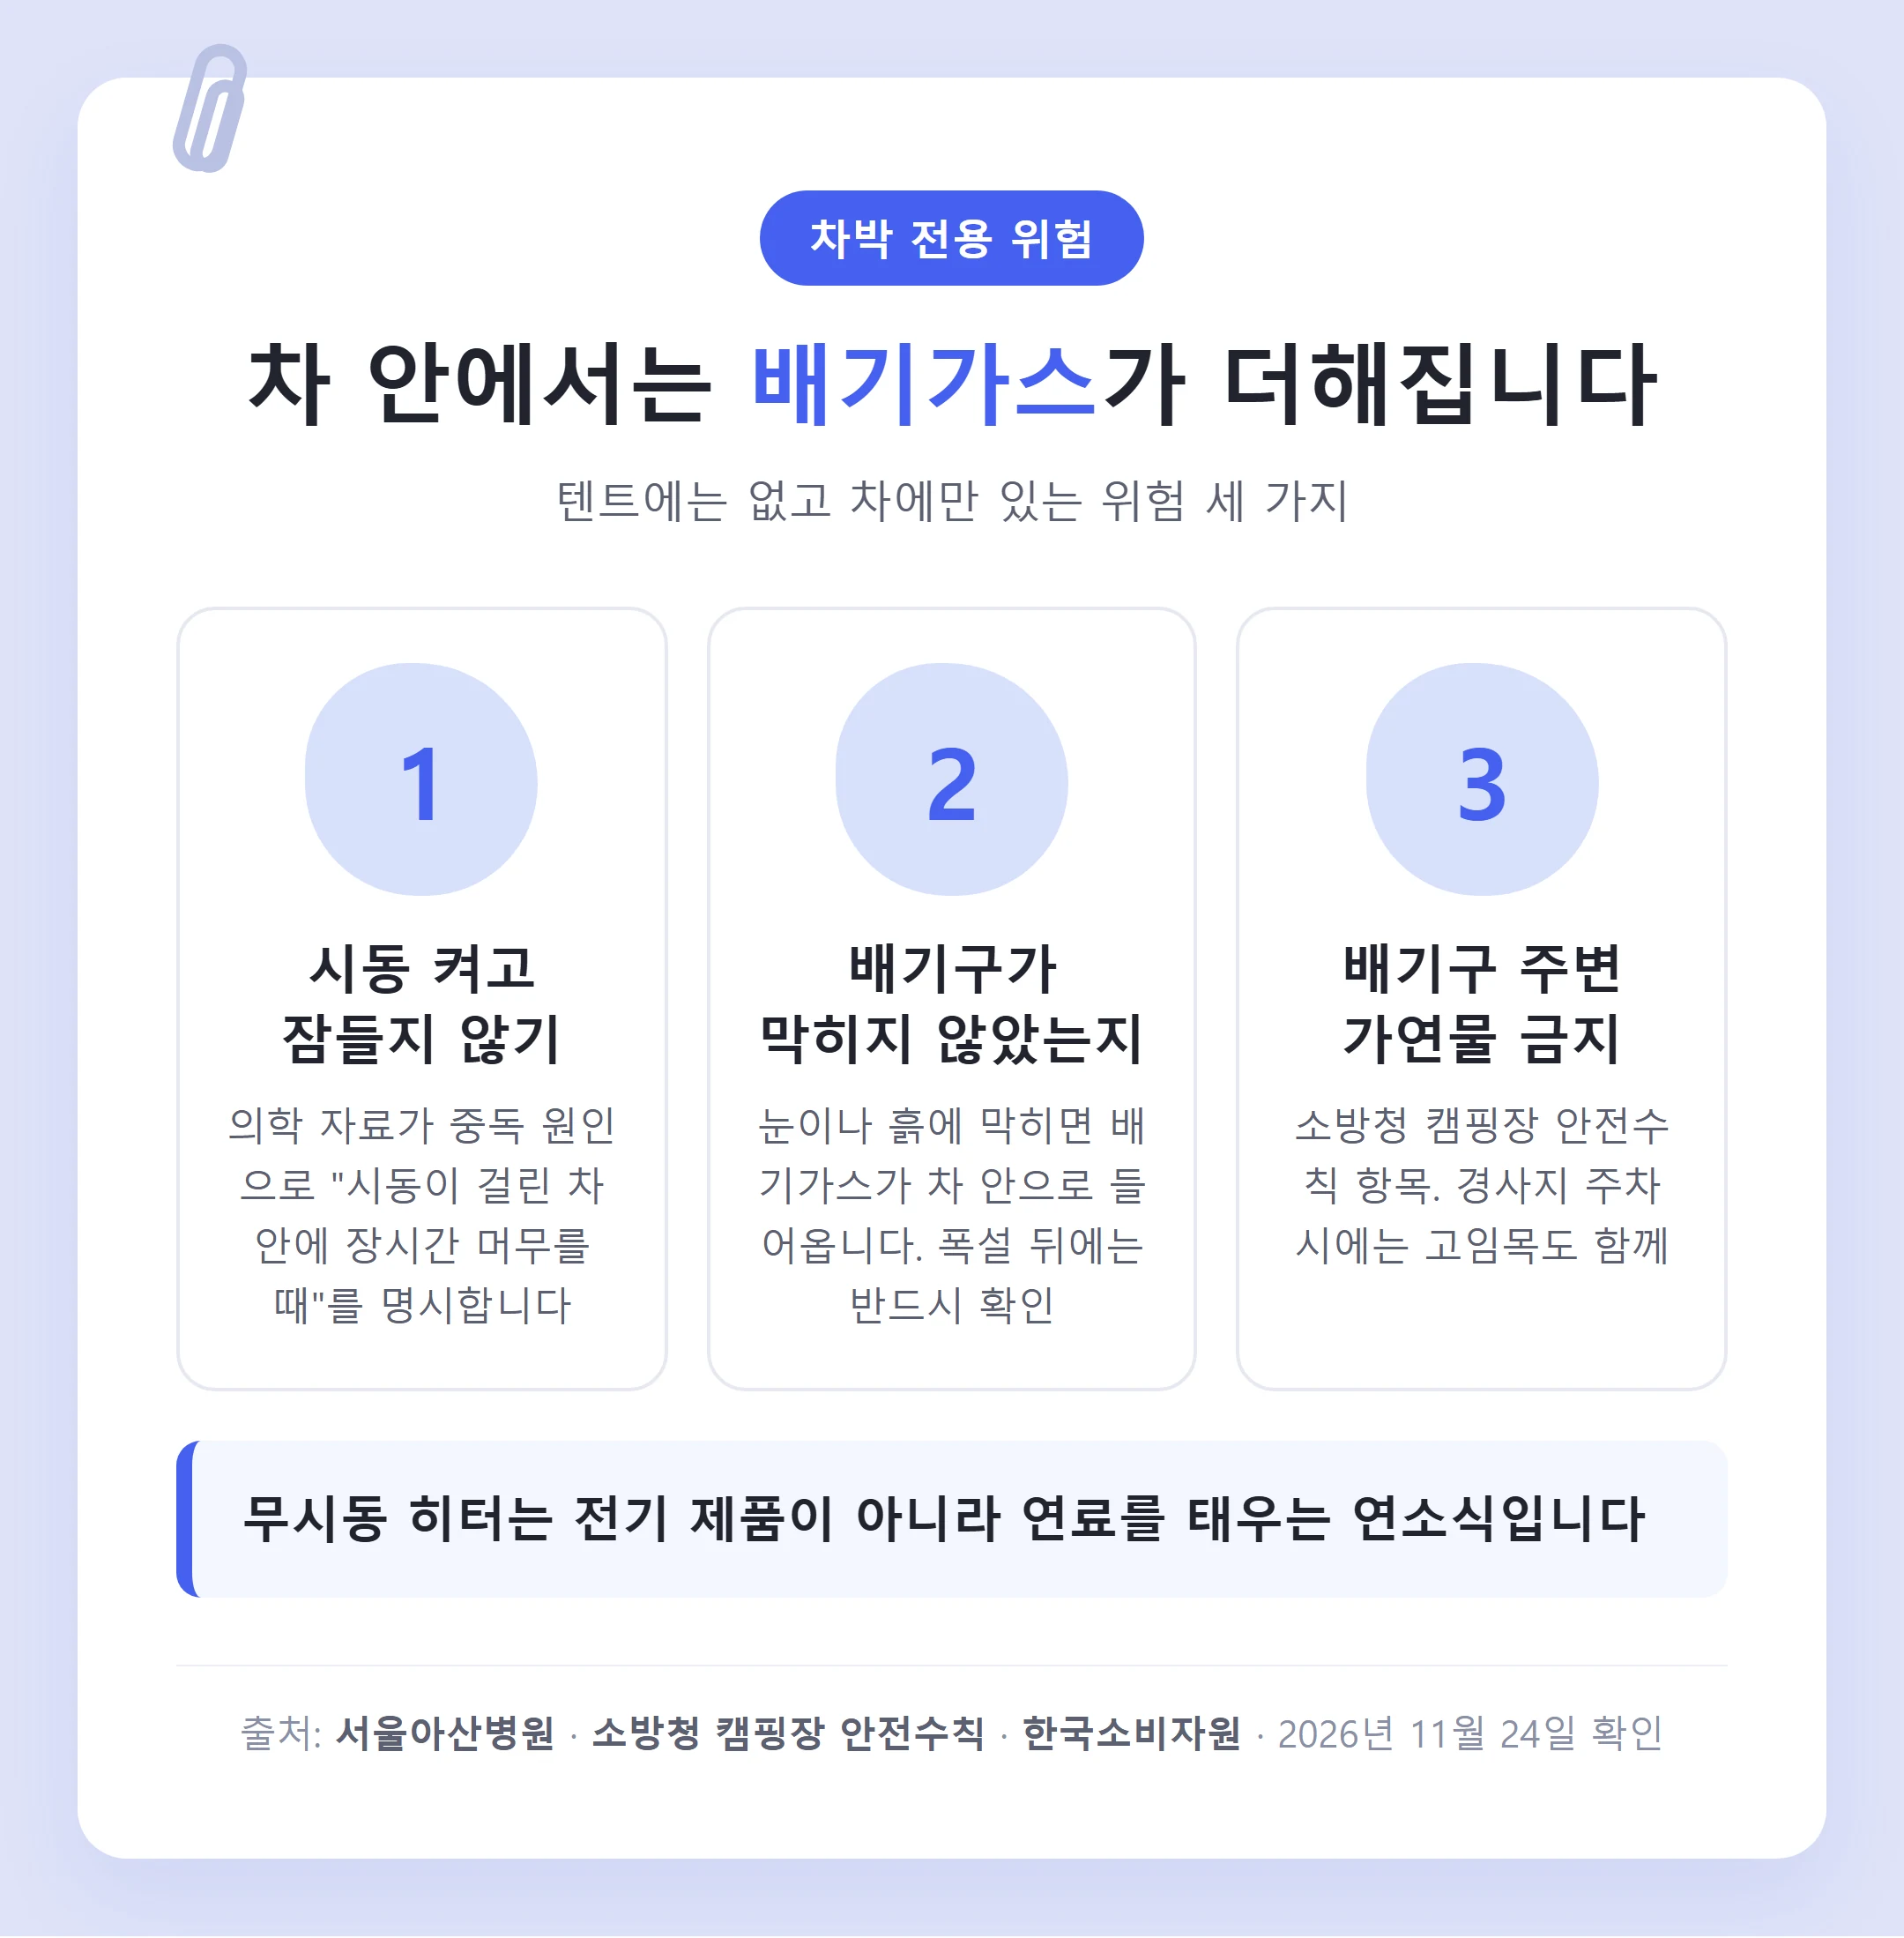 차박 전용 위험
차 안에서는 배기가스가 더해집니다
텐트에는 없고 차에만 있는 위험 세 가지
1
시동 켜고
잠들지 않기
의학 자료가 중독 원인
으로 "시동이 걸린 차
안에 장시간 머무를
때"를 명시합니다
2
배기구가
막히지 않았는지
눈이나 흙에 막히면 배
기가스가 차 안으로 들
어옵니다. 폭설 뒤에는
반드시 확인
3
배기구 주변
가연물 금지
소방청 캠핑장 안전수
칙 항목. 경사지 주차
시에는 고임목도 함께
무시동 히터는 전기 제품이 아니라 연료를 태우는 연소식입니다
출처: 서울아산병원 · 소방청 캠핑장 안전수칙 · 한국소비자원 · 2026년 11월 24일 확인